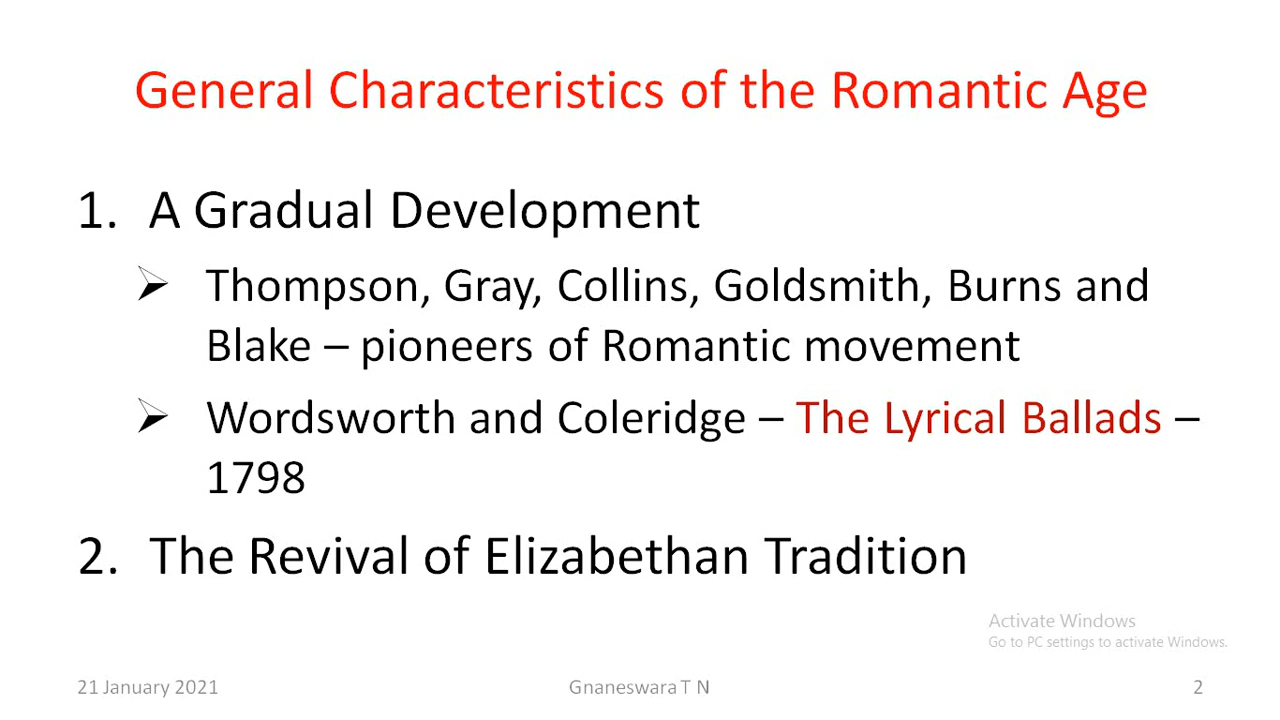 General Characteristics of the Romantic Age
1. A Gradual Development
➢ Thompson, Gray, Collins, Goldsmith, Burns and
Blake – pioneers of Romantic movement
➢ Wordsworth and Coleridge – The Lyrical Ballads –
1798
2. The Revival of Elizabethan Tradition
Activate Windows
Go to PC settings to activate Windows.
21 January 2021 Gnaneswara T N 2